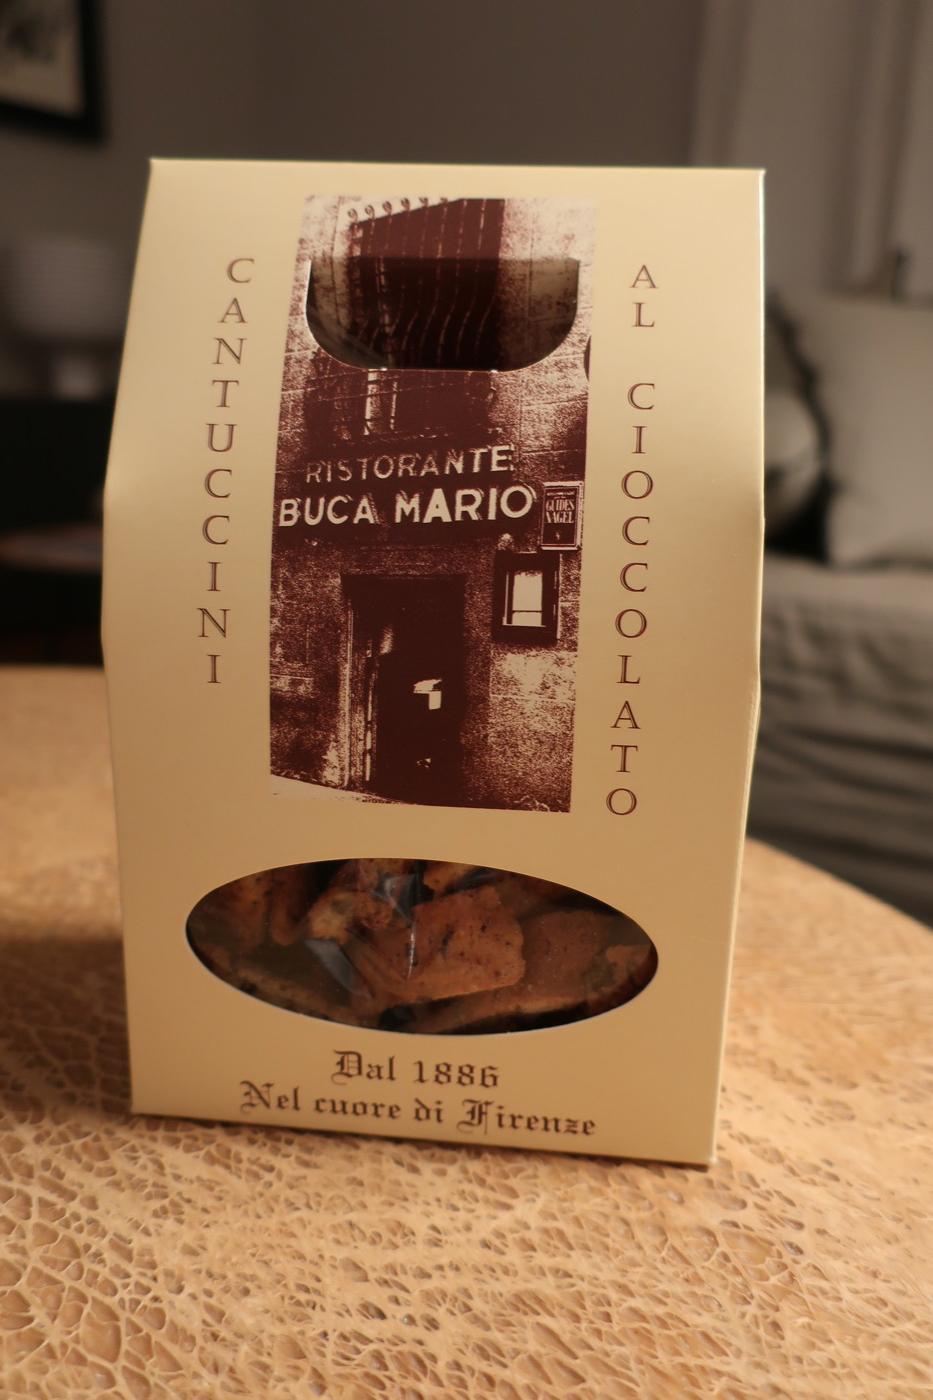 CANTUCCINI
AL CIOCCOLATO
RISTORANTE
BUCA MARIO
GUIDES
NAGEL
Dal 1886
Nel cuore di Firenze